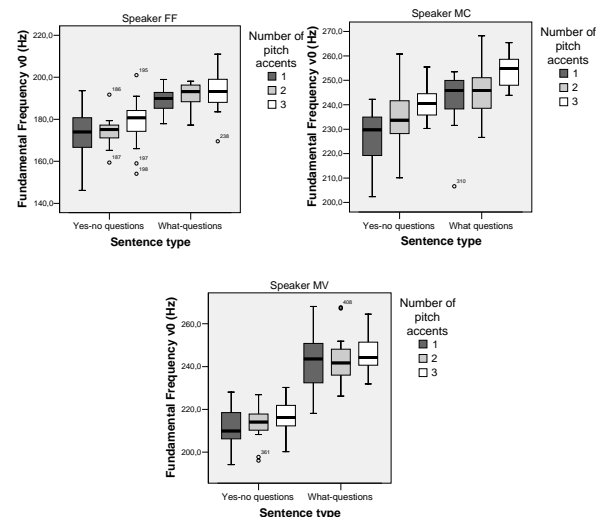 Speaker FF
Fundamental Frequency v0 (Hz)
220,0
200,0
180,0
160,0
140,0
186
187
195
197
198
238
Yes-no questions
What-questions
Sentence type
Number of
pitch
accents
1
2
3
Speaker MC
Fundamental Frequency v0 (Hz)
270,0
260,0
250,0
240,0
230,0
220,0
210,0
200,0
310
Yes-no questions
What questions
Sentence type
Number of
pitch
accents
1
2
3
Speaker MV
Fundamental Frequency v0 (Hz)
260,0
240,0
220,0
200,0
361
408
Yes-no questions
What-questions
Sentence type
Number of
pitch
accents
1
2
3